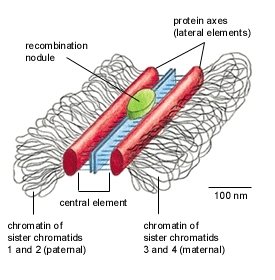 protein axes
(lateral elements)
recombination
nodule
100 nm
central element
chromatin of
sister chromatids
1 and 2 (paternal)
chromatin of
sister chromatids
3 and 4 (maternal)